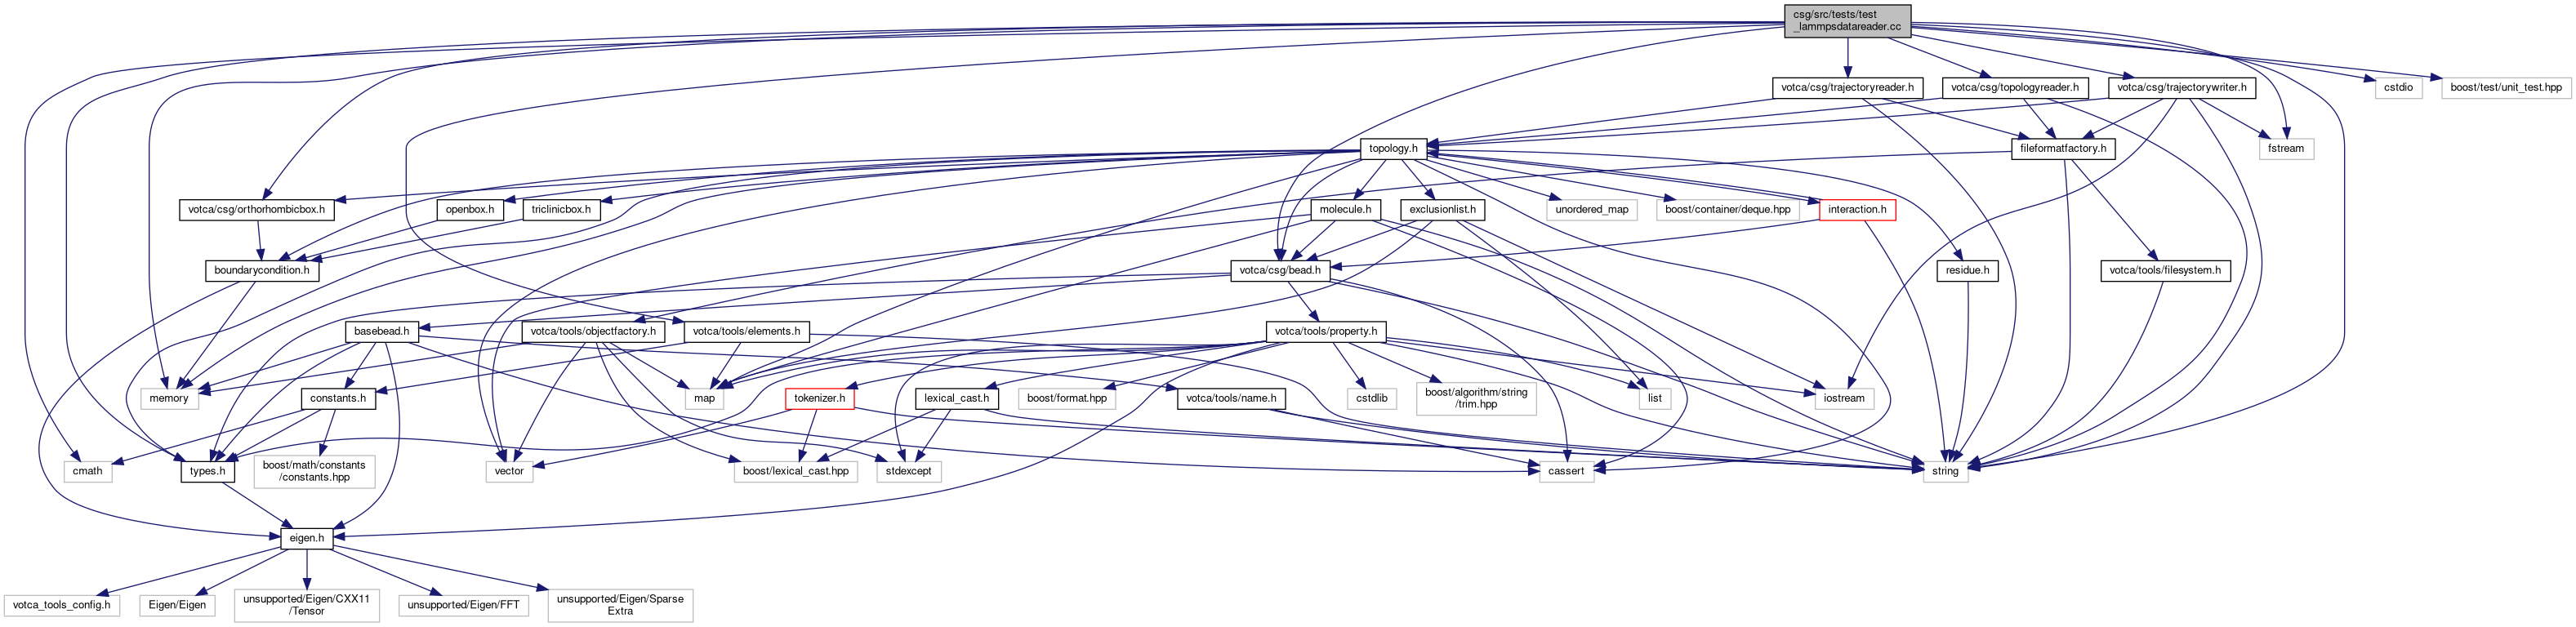 csg/src/tests/test
_lammpsdatareader.cc
votca/csg/trajectoryreader.h
votca/csg/topologyreader.h
votca/csg/trajectorywriter.h
cstdio
boost/test/unit_test.hpp
topology.h
fileformatfactory.h
fstream
votca/csg/orthorhombicbox.h
openbox.h
triclinicbox.h
molecule.h
exclusionlist.h
unordered_map
boost/container/deque.hpp
interaction.h
boundarycondition.h
votca/csg/bead.h
residue.h
votca/tools/filesystem.h
basebead.h
votca/tools/objectfactory.h
votca/tools/elements.h
votca/tools/property.h
memory
constants.h
map
tokenizer.h
lexical_cast.h
boost/format.hpp
votca/tools/name.h
cstdlib
boost/algorithm/string
/trim.hpp
list
iostream
cmath
types.h
boost/math/constants
/constants.hpp
vector
boost/lexical_cast.hpp
stdexcept
cassert
string
eigen.h
votca_tools_config.h
Eigen/Eigen
unsupported/Eigen/CXX11
/Tensor
unsupported/Eigen/FFT
unsupported/Eigen/Sparse
Extra